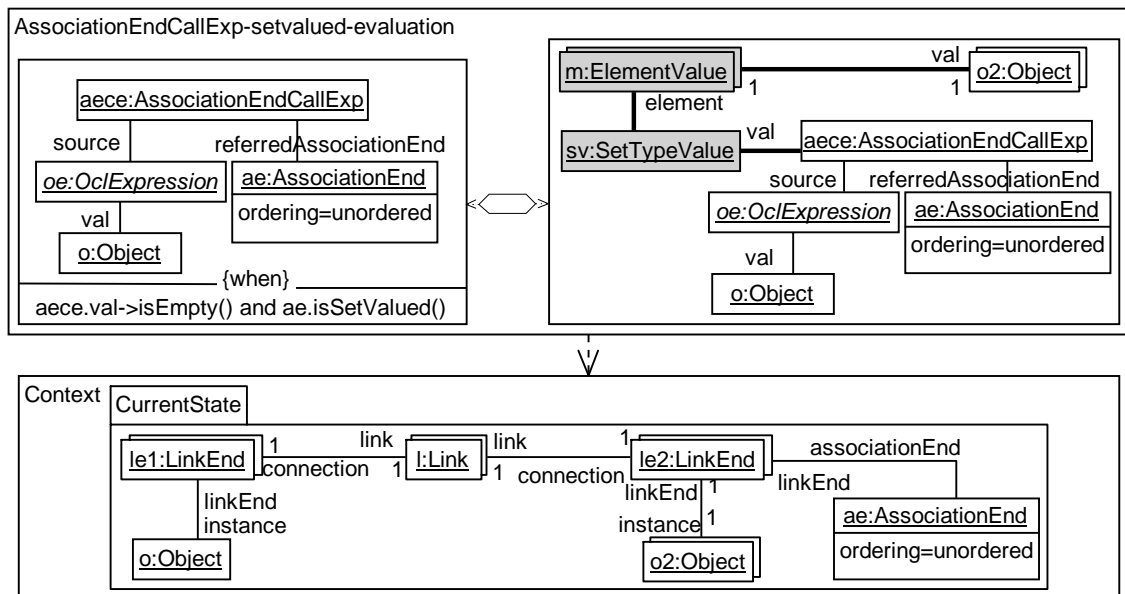 AssociationEndCallExp-setvalued-evaluation
aece:AssociationEndCallExp
source
referredAssociationEnd
oe:OclExpression
ae:AssociationEnd
ordering=unordered
val
o:Object
{when}
aece.val->isEmpty() and ae.isSetValued()
m:ElementValue
val
1
1
o2:Object
element
sv:SetTypeValue
val
aece:AssociationEndCallExp
source
referredAssociationEnd
oe:OclExpression
ae:AssociationEnd
ordering=unordered
val
o:Object
Context
CurrentState
le1:LinkEnd
1
connection
link
1
l:Link
link
1
connection
1
le2:LinkEnd
associationEnd
linkEnd
linkEnd
instance
linkEnd
1
instance
1
o:Object
o2:Object
ae:AssociationEnd
ordering=unordered